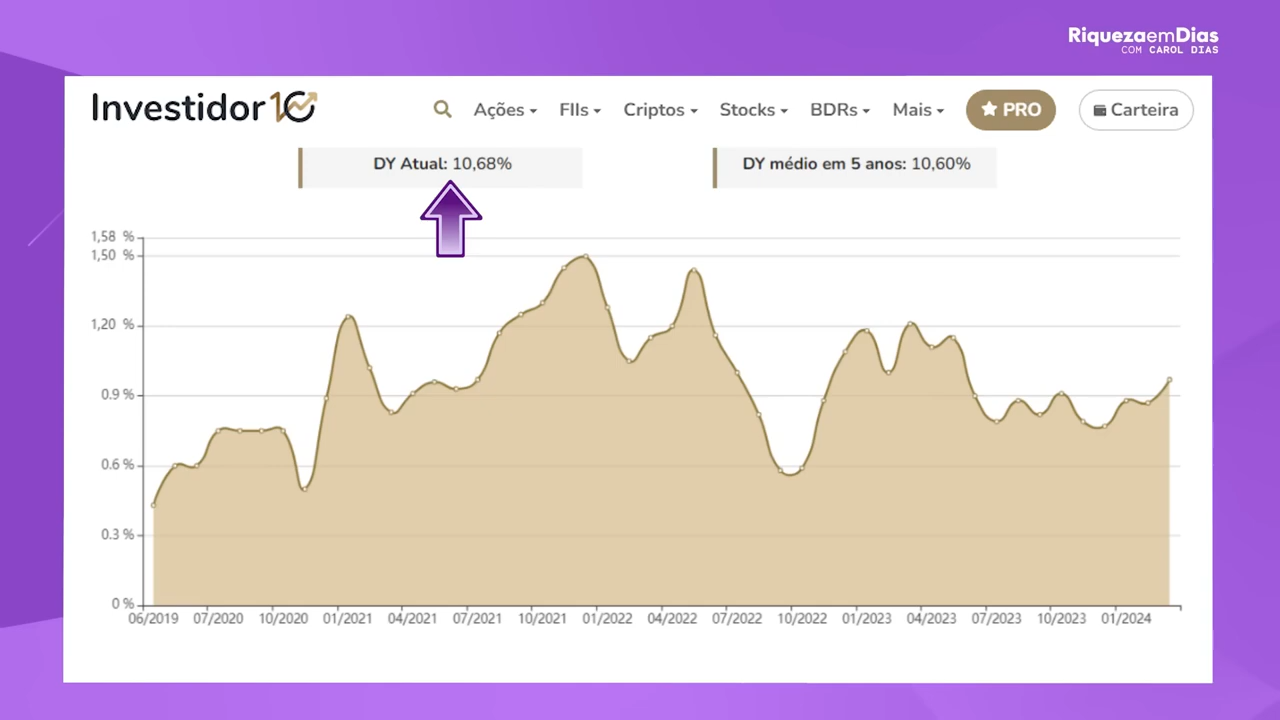 RiquezaemDias
COM CAROL DIAS
Investidor10
Ações
FIIs
Criptos
Stocks
BDRs
Mais
PRO
Carteira
DY Atual: 10,68%
DY médio em 5 anos: 10,60%
1,58 %
1,50 %
1,20 %
0.9 %
0.6 %
0.3 %
0 %
06/2019
07/2020
10/2020
01/2021
04/2021
07/2021
10/2021
01/2022
04/2022
07/2022
10/2022
01/2023
04/2023
07/2023
10/2023
01/2024